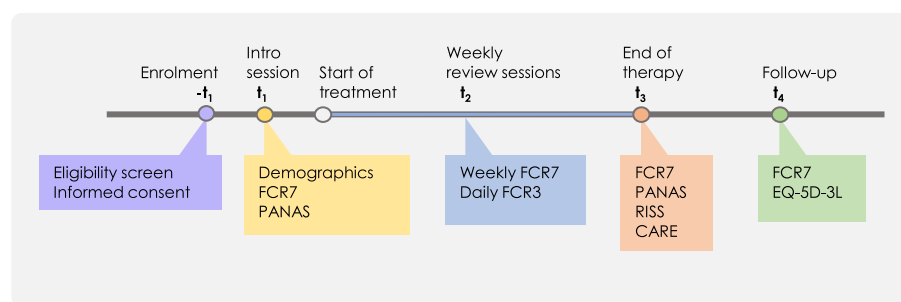 Enrolment
-t1
Intro
session
t1
Start of
treatment
Weekly
review sessions
t2
End of
therapy
t3
Follow-up
t4
Eligibility screen
Informed consent
Demographics
FCR7
PANAS
Weekly FCR7
Daily FCR3
FCR7
PANAS
RISS
CARE
FCR7
EQ-5D-3L